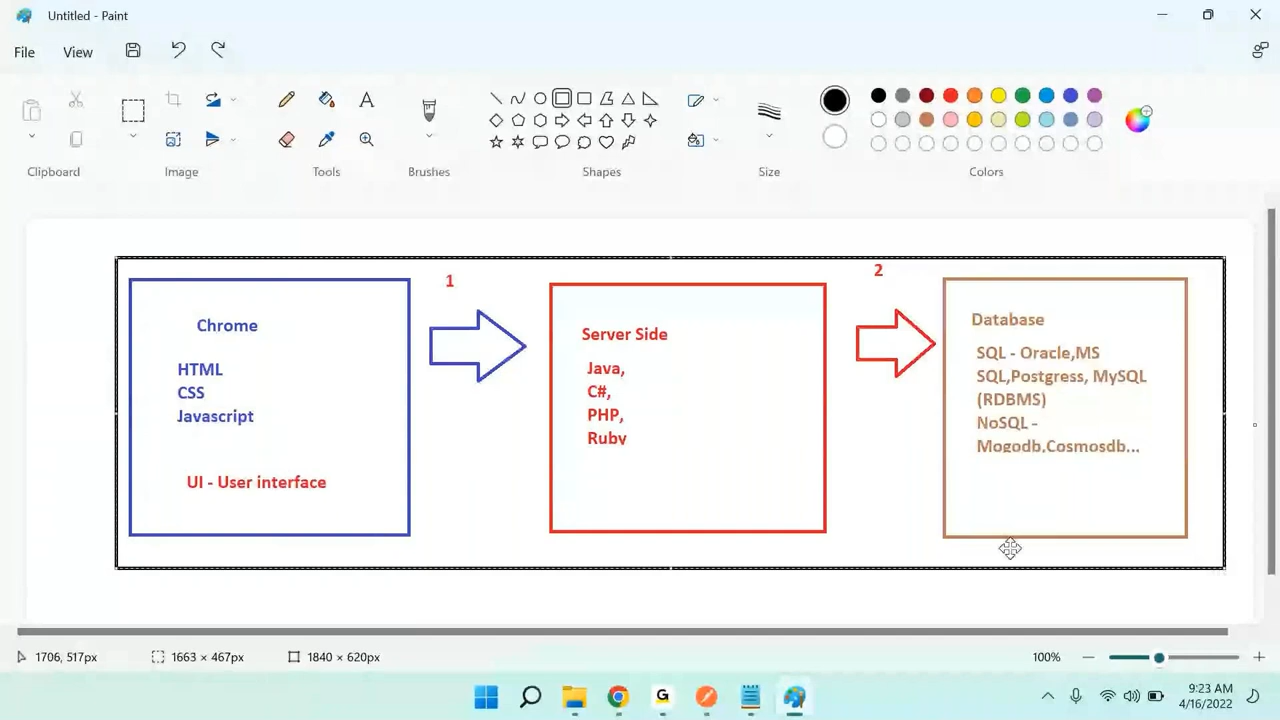 Untitled - Paint
File View
Clipboard Image Tools Brushes Shapes Size Colors
1
2
Chrome
HTML
CSS
Javascript
UI - User interface
Server Side
Java,
C#,
PHP,
Ruby
Database
SQL - Oracle,MS
SQL,Postgress, MySQL
(RDBMS)
NoSQL -
Mogodb,Cosmosdb...
1706, 517px 1663 × 467px 1840 × 620px 100%
9:23 AM
4/16/2022